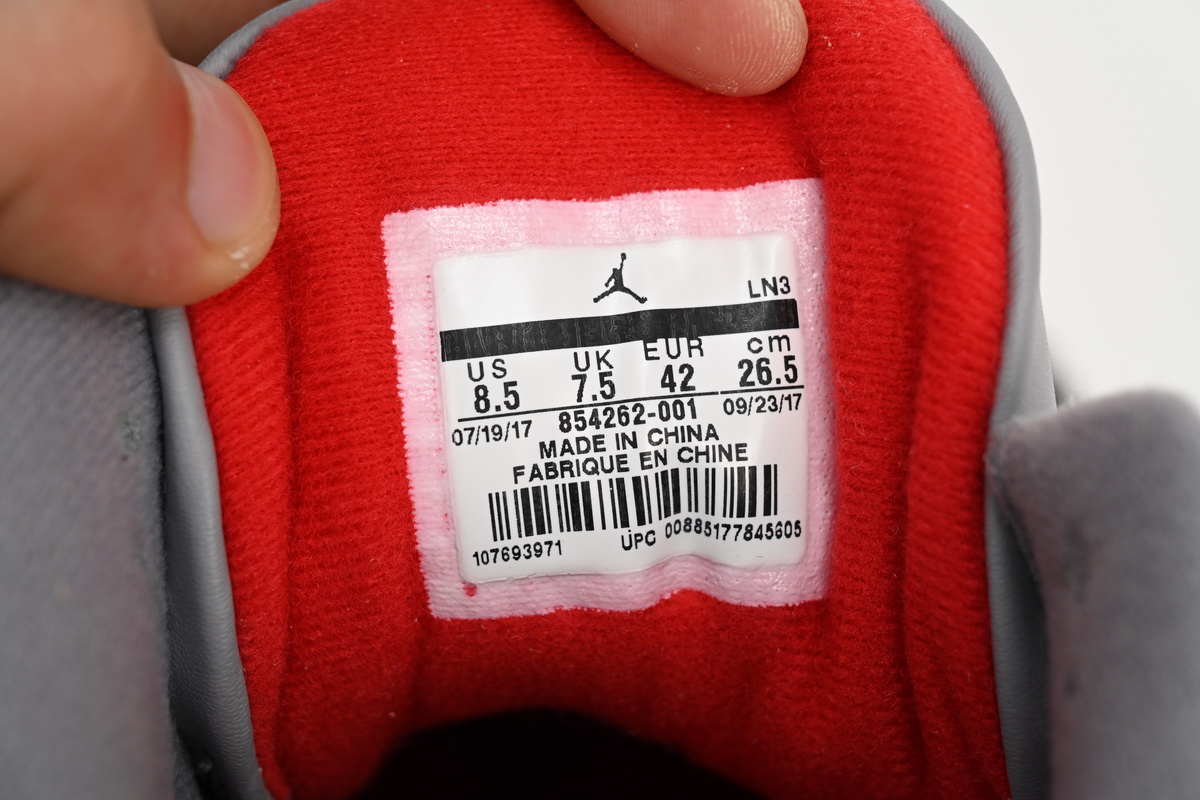 LN3
US UK EUR cm
8.5 7.5 42 26.5
07/19/17 854262-001 09/23/17
MADE IN CHINA
FABRIQUE EN CHINE
107693971 UPC 00885177845605